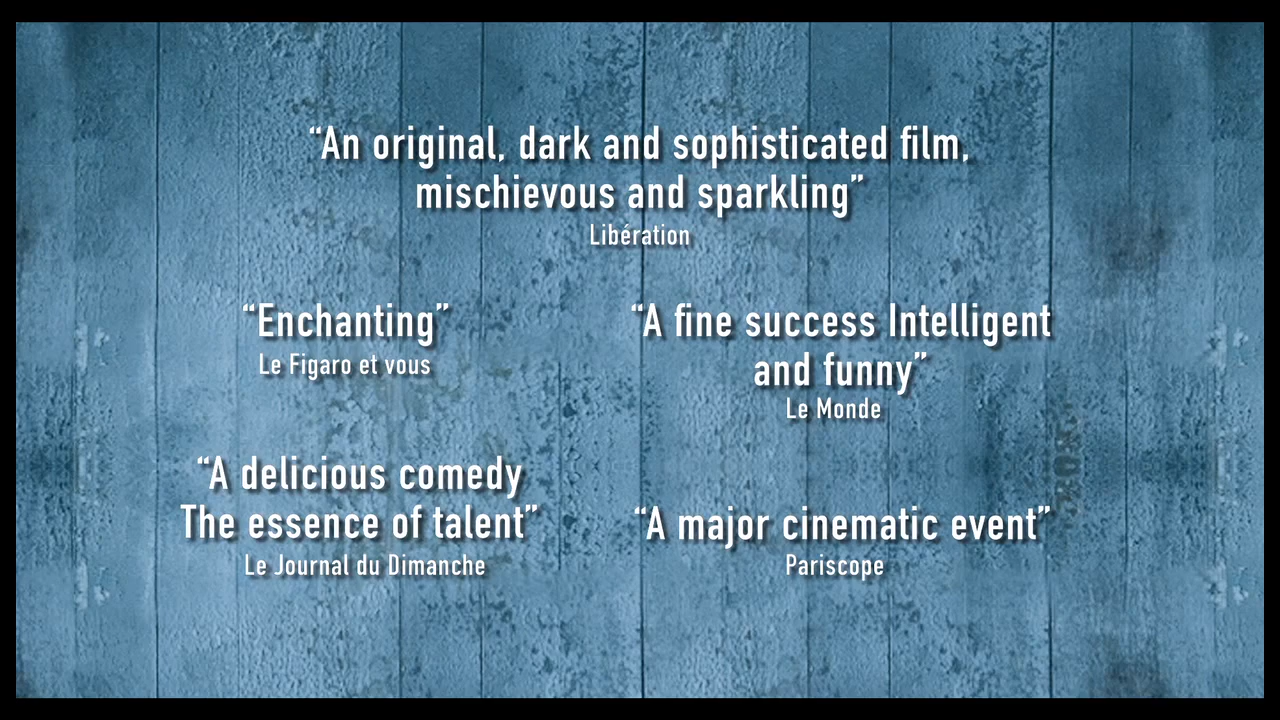 “An original, dark and sophisticated film,
mischievous and sparkling”
Libération
“Enchanting”
Le Figaro et vous
“A fine success Intelligent
and funny”
Le Monde
“A delicious comedy
The essence of talent”
Le Journal du Dimanche
“A major cinematic event”
Pariscope